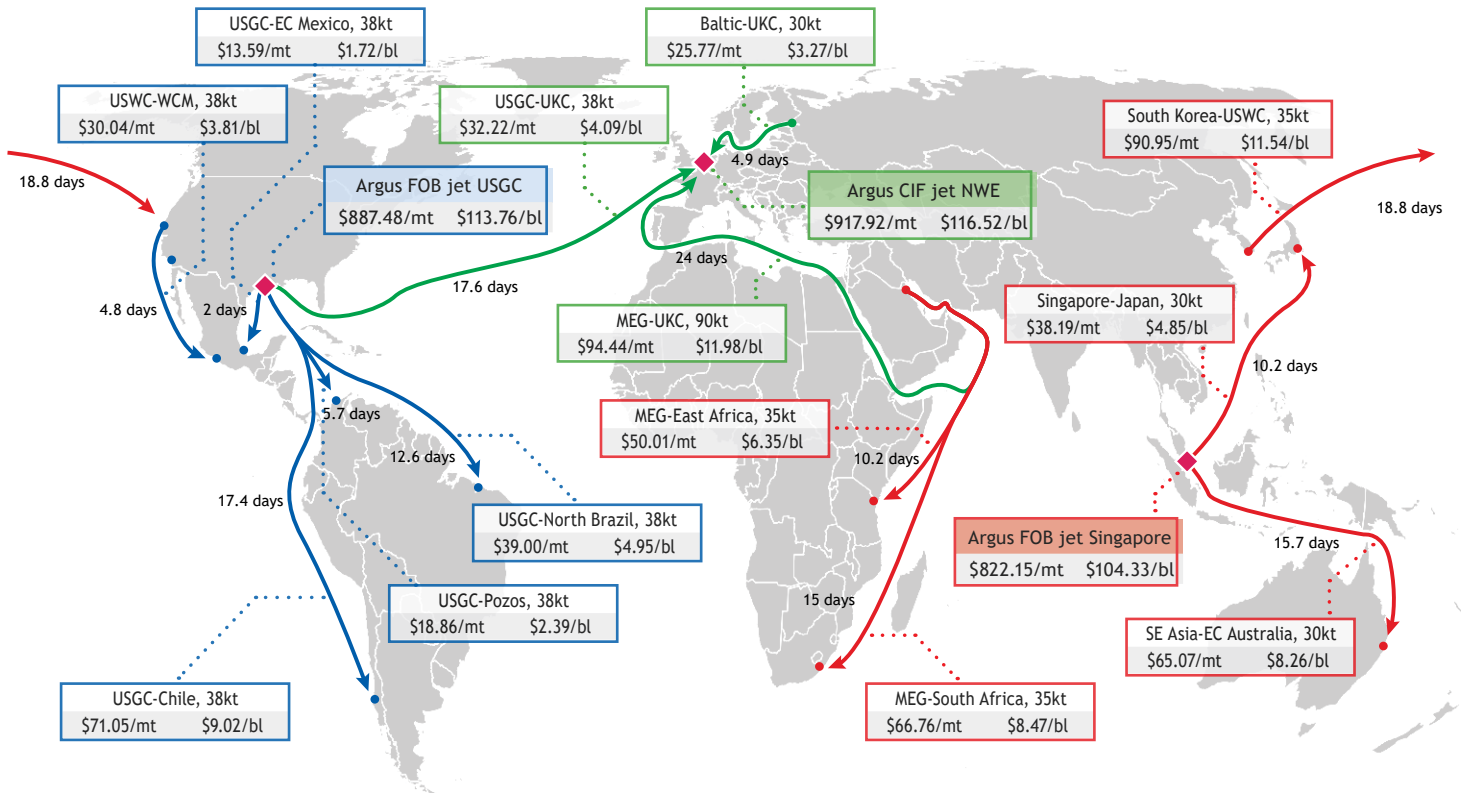 USGC-EC Mexico, 38kt
$13.59/mt $1.72/bl
Baltic-UKC, 30kt
$25.77/mt $3.27/bl
USWC-WCM, 38kt
$30.04/mt $3.81/bl
USGC-UKC, 38kt
$32.22/mt $4.09/bl
South Korea-USWC, 35kt
$90.95/mt $11.54/bl
18.8 days
4.9 days
Argus FOB jet USGC
$887.48/mt $113.76/bl
Argus CIF jet NWE
$917.92/mt $116.52/bl
18.8 days
24 days
17.6 days
4.8 days
2 days
MEG-UKC, 90kt
$94.44/mt $11.98/bl
Singapore-Japan, 30kt
$38.19/mt $4.85/bl
10.2 days
5.7 days
MEG-East Africa, 35kt
$50.01/mt $6.35/bl
12.6 days
10.2 days
17.4 days
USGC-North Brazil, 38kt
$39.00/mt $4.95/bl
Argus FOB jet Singapore
$822.15/mt $104.33/bl
15.7 days
USGC-Pozos, 38kt
$18.86/mt $2.39/bl
15 days
SE Asia-EC Australia, 30kt
$65.07/mt $8.26/bl
USGC-Chile, 38kt
$71.05/mt $9.02/bl
MEG-South Africa, 35kt
$66.76/mt $8.47/bl